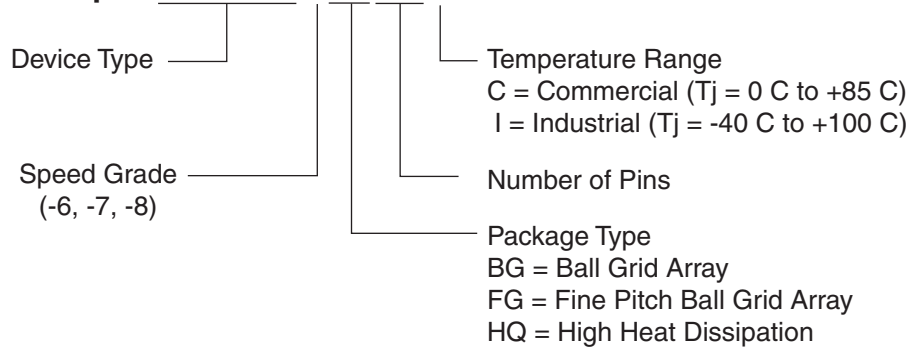 Device Type
Temperature Range
C = Commercial (Tj = 0 C to +85 C)
I = Industrial (Tj = -40 C to +100 C)
Speed Grade
(-6, -7, -8)
Number of Pins
Package Type
BG = Ball Grid Array
FG = Fine Pitch Ball Grid Array
HQ = High Heat Dissipation